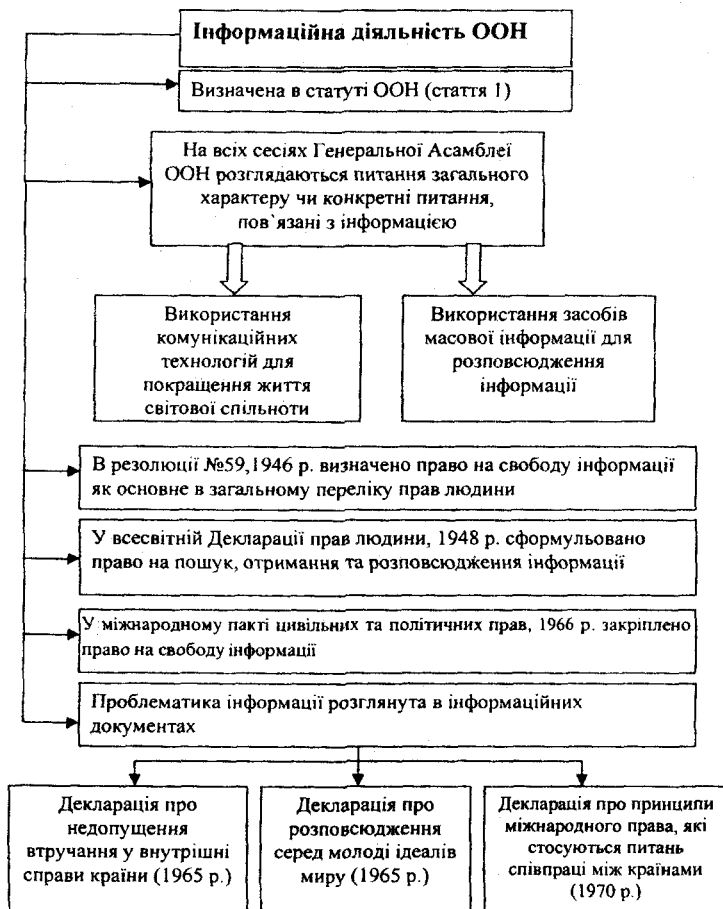 Інформаційна діяльність ООН
Визначена в статуті ООН (стаття 1)
На всіх сесіях Генеральної Асамблеї
ООН розглядаються питання загального
характеру чи конкретні питання,
пов`язані з інформацією
Використання
комунікаційних
технологій для
покращення життя
світової спільноти
Використання засобів
масової інформації для
розповсюдження
інформації
В резолюції №59,1946 р. визначено право на свободу інформації
як основне в загальному переліку прав людини
У всесвітній Декларації прав людини, 1948 р. сформульовано
право на пошук, отримання та розповсюдження інформації
У міжнародному пакті цивільних та політичних прав, 1966 р. закріплено
право на свободу інформації
Проблематика інформації розглянута в інформаційних
документах
Декларація про
недопущення
втручання у внутрішні
справи країни (1965 р.)
Декларація про
розповсюдження
серед молоді ідеалів
миру (1965 р.)
Декларація про принципи
міжнародного права, які
стосуються питань
співпраці між країнами
(1970 р.)